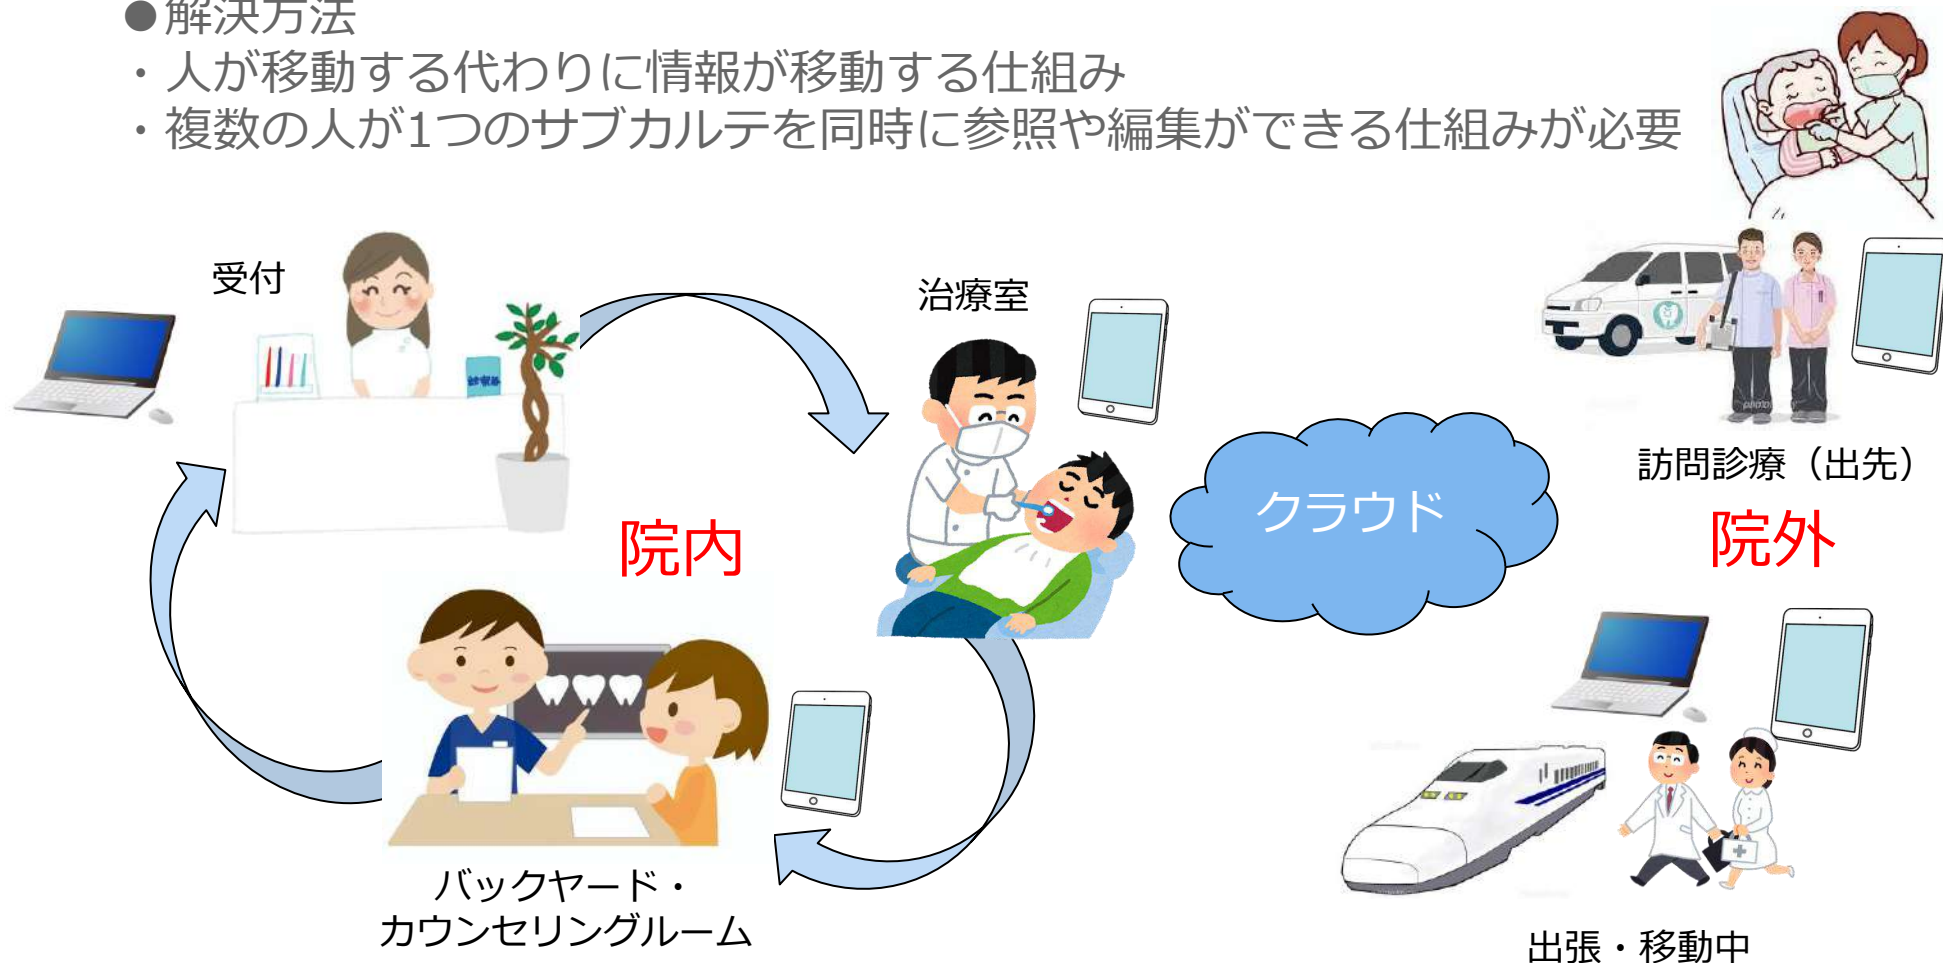 ●解決方法
・人が移動する代わりに情報が移動する仕組み
・複数の人が1つのサブカルテを同時に参照や編集ができる仕組みが必要
受付
治療室
訪問診療（出先）
クラウド
院内
院外
バックヤード・
カウンセリングルーム
出張・移動中